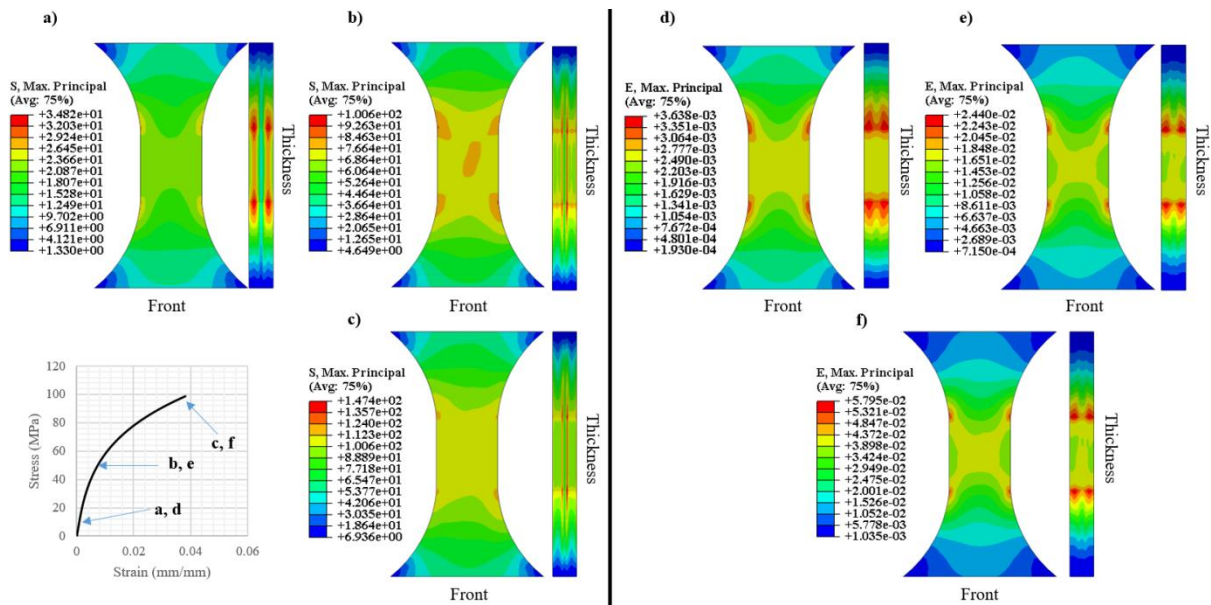 a)
S, Max. Principal
(Avg: 75%)
+3.482e+01
+3.203e+01
+2.924e+01
+2.645e+01
+2.366e+01
+2.087e+01
+1.807e+01
+1.528e+01
+1.249e+01
+9.702e+00
+6.911e+00
+4.121e+00
+1.330e+00
Thickness
Front
b)
S, Max. Principal
(Avg: 75%)
+1.006e+02
+9.263e+01
+8.463e+01
+7.664e+01
+6.864e+01
+6.064e+01
+5.264e+01
+4.464e+01
+3.664e+01
+2.864e+01
+2.065e+01
+1.265e+01
+4.649e+00
Thickness
Front
d)
E, Max. Principal
(Avg: 75%)
+3.638e-03
+3.351e-03
+3.064e-03
+2.777e-03
+2.490e-03
+2.203e-03
+1.916e-03
+1.629e-03
+1.341e-03
+1.054e-03
+7.672e-04
+4.801e-04
+1.930e-04
Thickness
Front
e)
E, Max. Principal
(Avg: 75%)
+2.440e-02
+2.243e-02
+2.045e-02
+1.848e-02
+1.651e-02
+1.453e-02
+1.256e-02
+1.058e-02
+8.611e-03
+6.637e-03
+4.663e-03
+2.689e-03
+7.150e-04
Thickness
Front
120
100
80
60
40
20
0
Stress (MPa)
c, f
b, e
a, d
0
0.02
0.04
0.06
Strain (mm/mm)
c)
S, Max. Principal
(Avg: 75%)
+1.474e+02
+1.357e+02
+1.240e+02
+1.123e+02
+1.006e+02
+8.889e+01
+7.718e+01
+6.547e+01
+5.377e+01
+4.206e+01
+3.035e+01
+1.864e+01
+6.936e+00
Thickness
Front
f)
E, Max. Principal
(Avg: 75%)
+5.795e-02
+5.321e-02
+4.847e-02
+4.372e-02
+3.898e-02
+3.424e-02
+2.949e-02
+2.475e-02
+2.001e-02
+1.526e-02
+1.052e-02
+5.778e-03
+1.035e-03
Thickness
Front